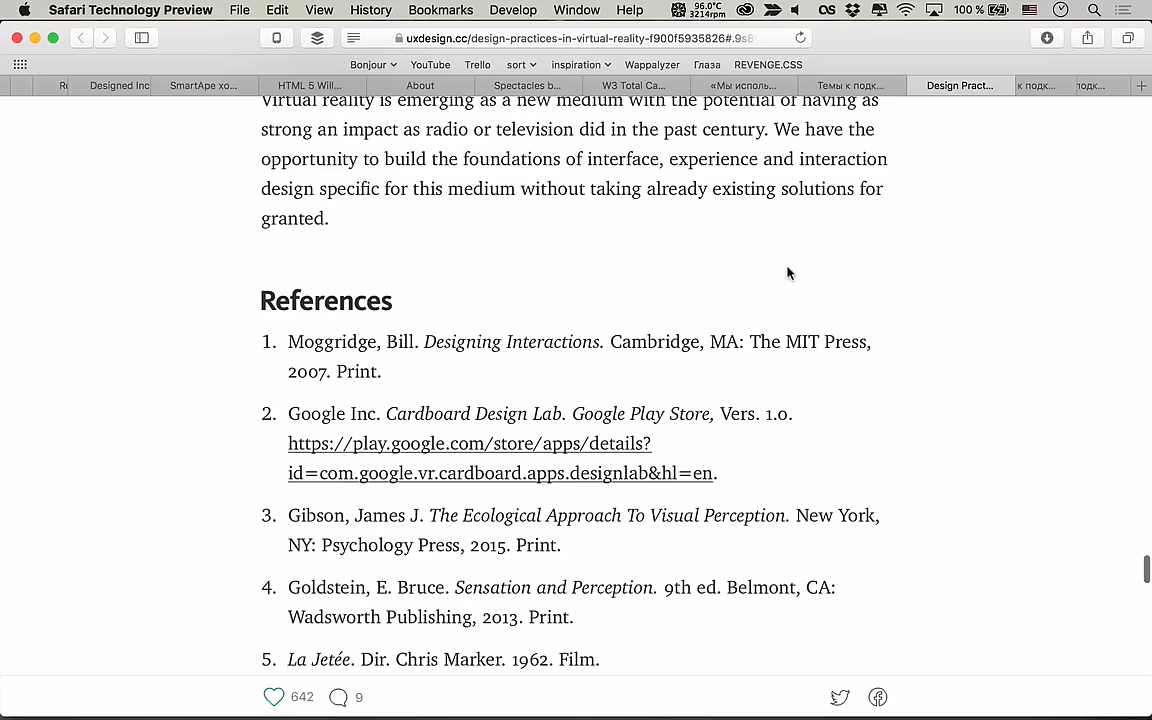 Safari Technology Preview File Edit View History Bookmarks Develop Window Help 96.0°C 3214rpm 100 %
uxdesign.cc/design-practices-in-virtual-reality-f900f5935826#.9s8
Bonjour YouTube Trello sort inspiration Wappalyzer Глаза REVENGE.CSS
Designed Inc SmartApe хо... HTML 5 Will... About Spectacles b... W3 Total Ca... «Мы исполь... Темы к подк... Design Pract... к подк...
Virtual reality is emerging as a new medium with the potential of having as
strong an impact as radio or television did in the past century. We have the
opportunity to build the foundations of interface, experience and interaction
design specific for this medium without taking already existing solutions for
granted.
References
1. Moggridge, Bill. Designing Interactions. Cambridge, MA: The MIT Press,
2007. Print.
2. Google Inc. Cardboard Design Lab. Google Play Store, Vers. 1.0.
https://play.google.com/store/apps/details?
id=com.google.vr.cardboard.apps.designlab&hl=en.
3. Gibson, James J. The Ecological Approach To Visual Perception. New York,
NY: Psychology Press, 2015. Print.
4. Goldstein, E. Bruce. Sensation and Perception. 9th ed. Belmont, CA:
Wadsworth Publishing, 2013. Print.
5. La Jetée. Dir. Chris Marker. 1962. Film.
642 9